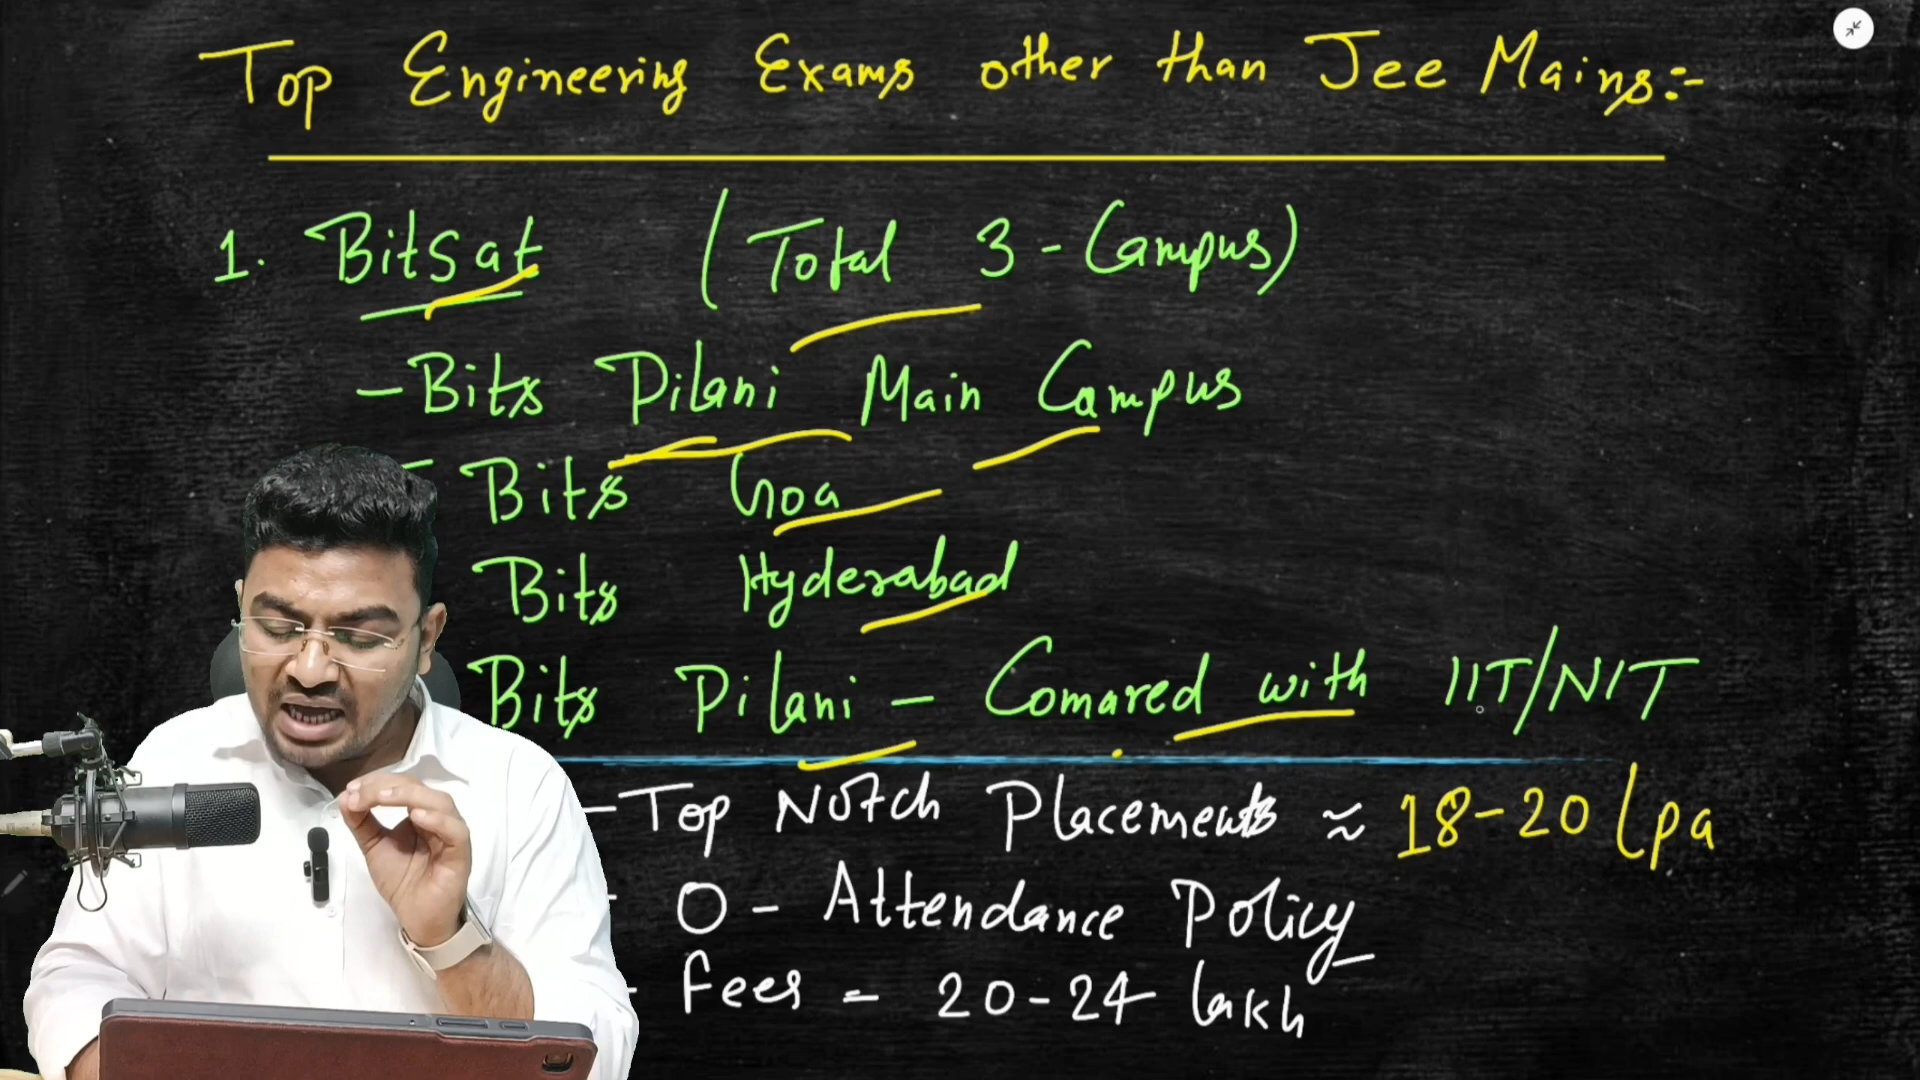 Top Engineering Exams other than Jee Mains:-
1. Bitsat (Total 3-Campus)
- Bits Pilani Main Campus
- Bits Goa
Bits Hyderabad
Bits Pilani - Comared with IIT/NIT
- Top Notch Placements ≈ 18-20 lpa
- 0 - Attendance Policy
- fees = 20-24 lakh